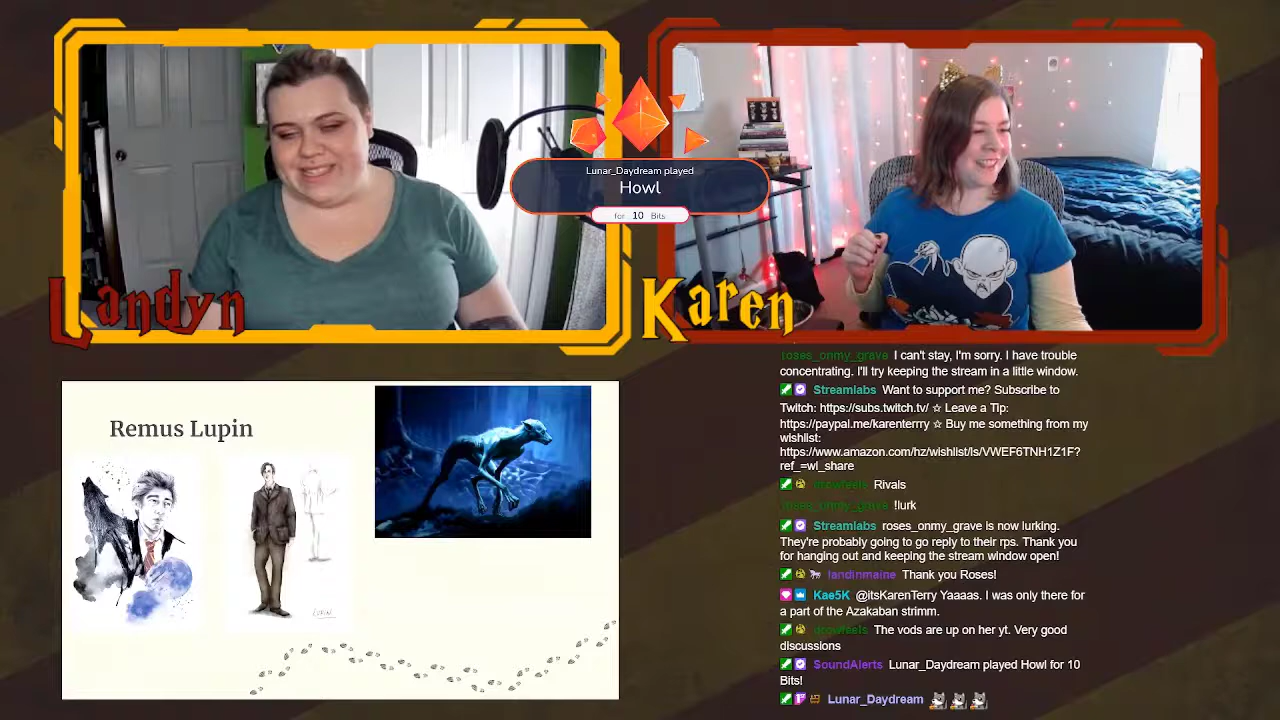 Lunar_Daydream played
Howl
for 10 Bits
Landyn
Karen
Remus Lupin
LUPIN
roses_onmy_grave I can't stay, I'm sorry. I have trouble
concentrating. I'll try keeping the stream in a little window.
Streamlabs Want to support me? Subscribe to
Twitch: https://subs.twitch.tv/ ☆ Leave a Tip:
https://paypal.me/karenterrry ☆ Buy me something from my
wishlist:
https://www.amazon.com/hz/wishlist/ls/VWEF6TNH1Z1F?
ref_=wl_share
drowfeels Rivals
roses_onmy_grave !lurk
Streamlabs roses_onmy_grave is now lurking.
They're probably going to go reply to their rps. Thank you
for hanging out and keeping the stream window open!
landinmaine Thank you Roses!
Kae5K @itsKarenTerry Yaaaas. I was only there for
a part of the Azakaban strimm.
drowfeels The vods are up on her yt. Very good
discussions
SoundAlerts Lunar_Daydream played Howl for 10
Bits!
Lunar_Daydream